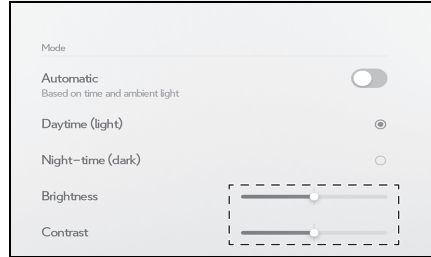 Mode
Automatic
Based on time and ambient light
Daytime (light)
Night-time (dark)
Brightness
Contrast